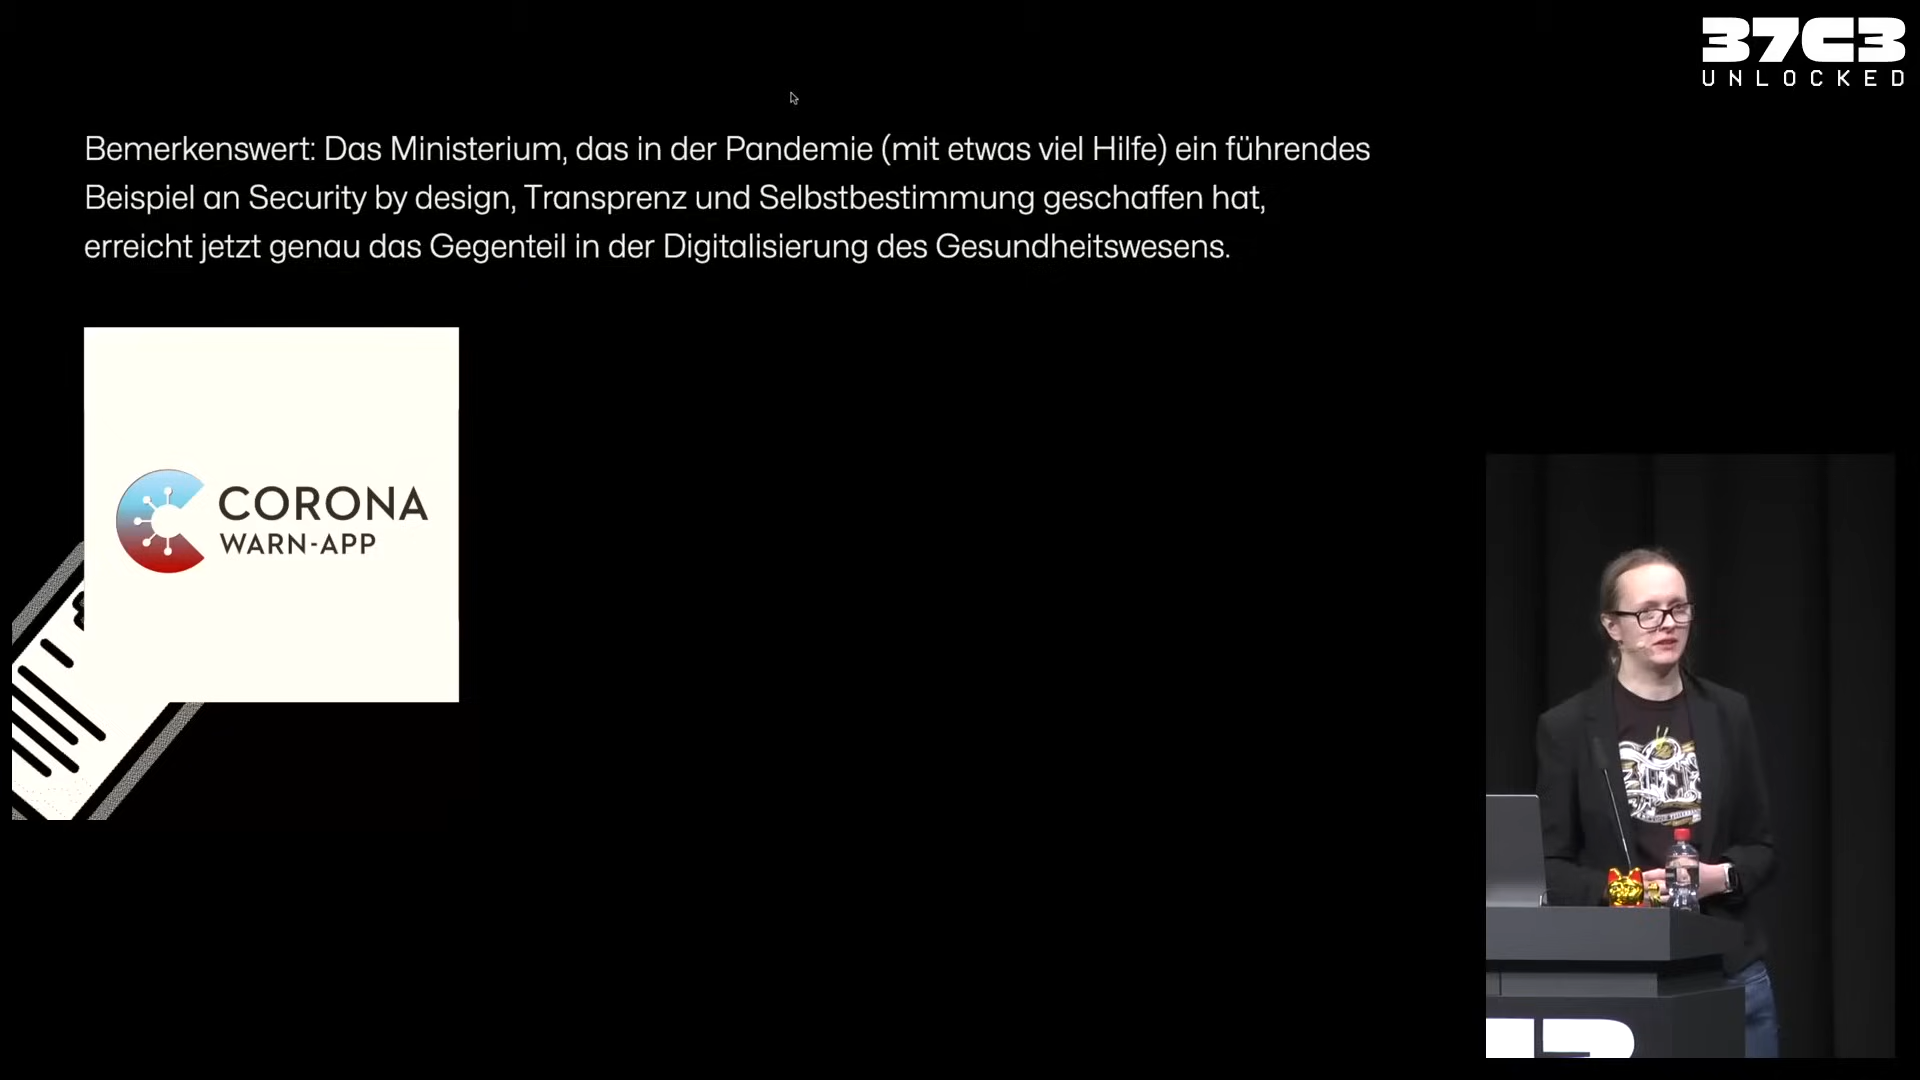 37C3
UNLOCKED
Bemerkenswert: Das Ministerium, das in der Pandemie (mit etwas viel Hilfe) ein führendes
Beispiel an Security by design, Transprenz und Selbstbestimmung geschaffen hat,
erreicht jetzt genau das Gegenteil in der Digitalisierung des Gesundheitswesens.
CORONA
WARN-APP